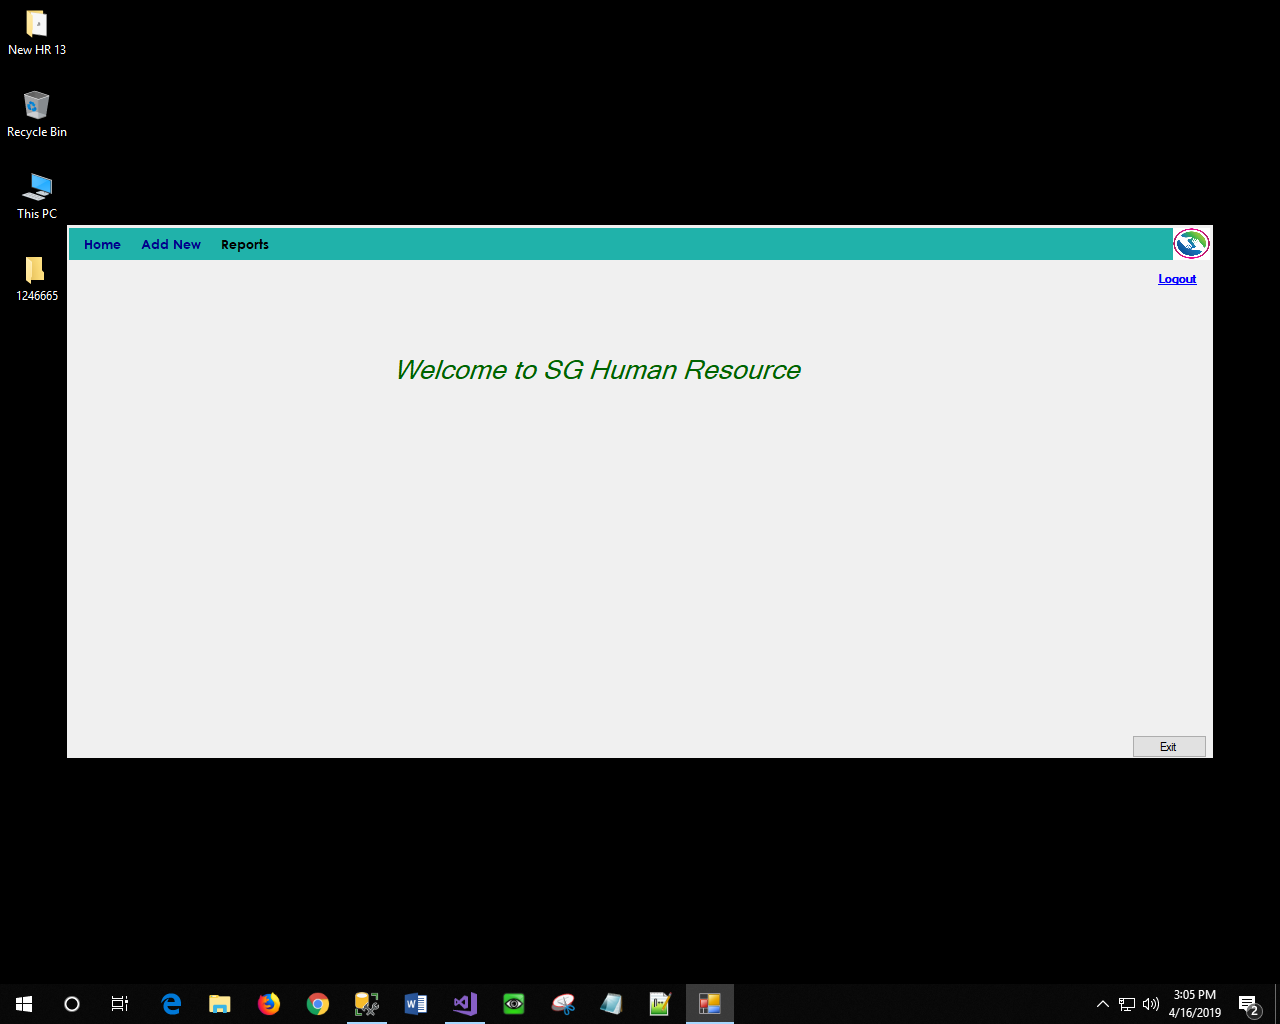 New HR 13
Recycle Bin
This PC
1246665
Home Add New Reports
Logout
Welcome to SG Human Resource
Exit
3:05 PM
4/16/2019
2